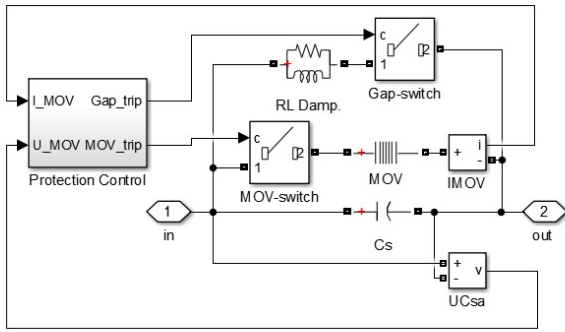 c
1
2
Gap-switch
RL Damp.
I_MOV
Gap_trip
U_MOV
MOV_trip
Protection Control
c
1
2
MOV-switch
+
MOV
+
i
-
IMOV
1
in
+
Cs
2
out
+
-
v
UCsa